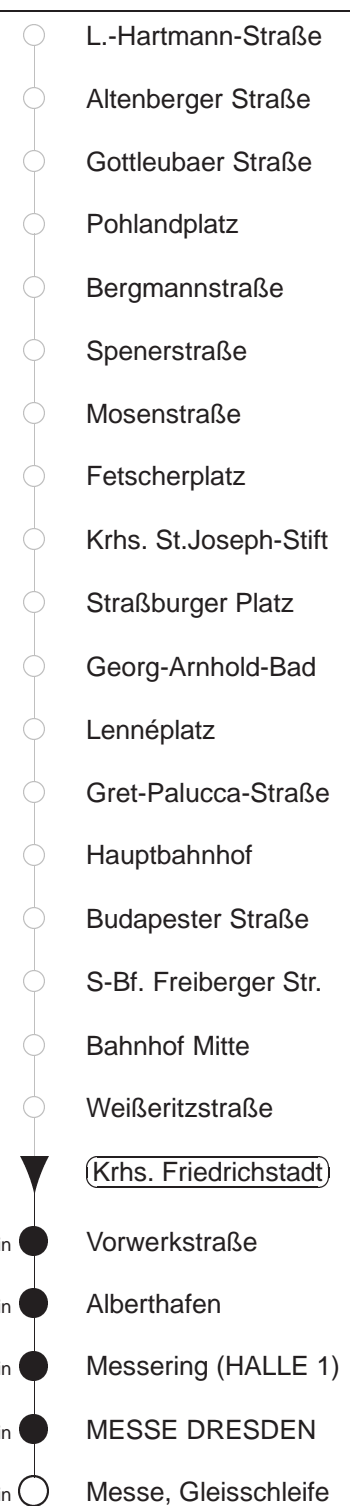 L.-Hartmann-Straße
Altenberger Straße
Gottleubaer Straße
Pohlandplatz
Bergmannstraße
Spenerstraße
Mosenstraße
Fetscherplatz
Krhs. St.Joseph-Stift
Straßburger Platz
Georg-Arnhold-Bad
Lennéplatz
Gret-Palucca-Straße
Hauptbahnhof
Budapester Straße
S-Bf. Freiberger Str.
Bahnhof Mitte
Weißeritzstraße
Krhs. Friedrichstadt
Vorwerkstraße
Alberthafen
Messering (HALLE 1)
MESSE DRESDEN
Messe, Gleisschleife